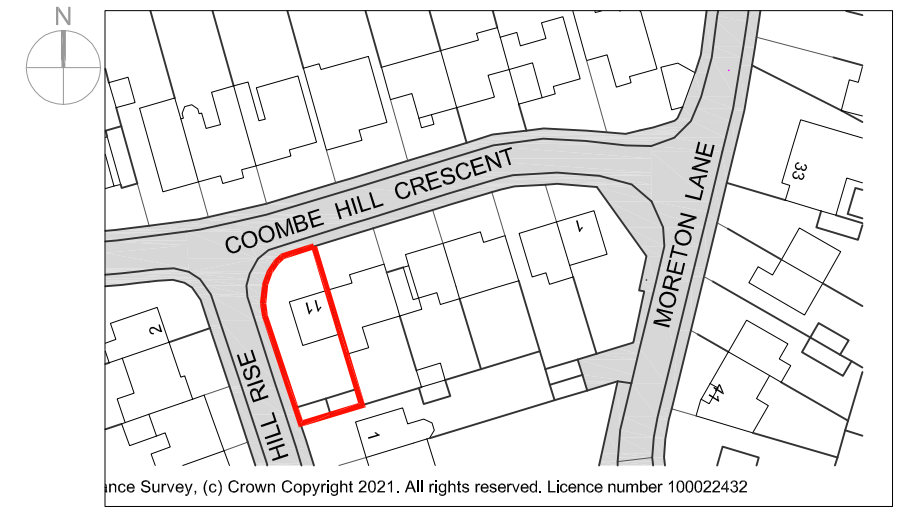 N
COOMBE HILL CRESCENT
MORETON LANE
HILL RISE
33
1
11
2
41
1
nce Survey, (c) Crown Copyright 2021. All rights reserved. Licence number 100022432